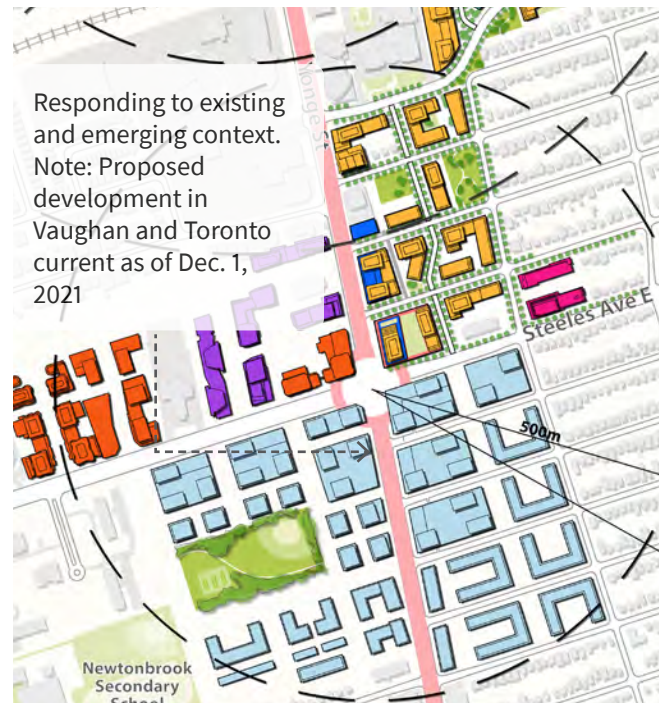 Yonge St
Responding to existing
and emerging context.
Note: Proposed
development in
Vaughan and Toronto
current as of Dec. 1,
2021
Steeles Ave E
500m
Newtonbrook
Secondary
School